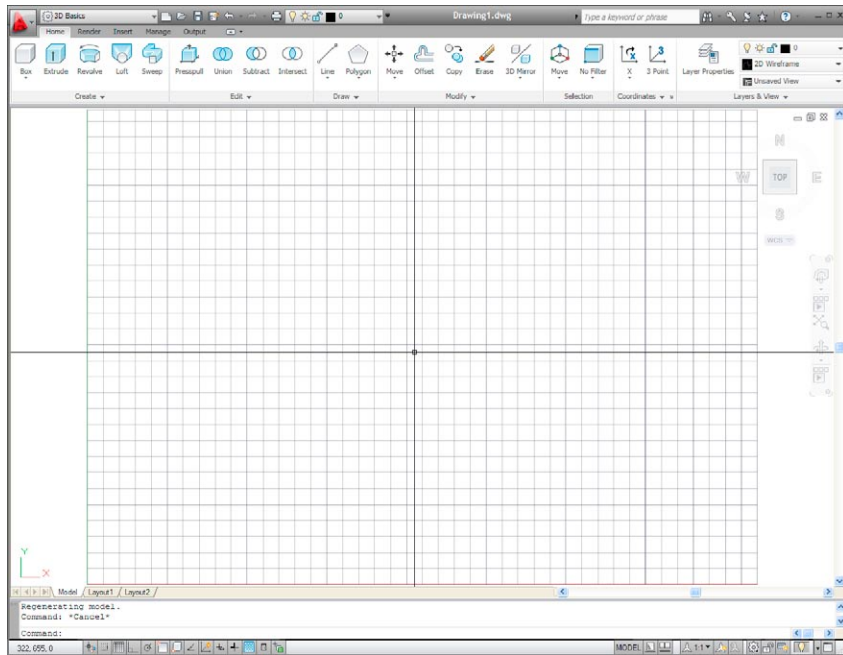 3D Basics 0 Drawing1.dwg Type a keyword or phrase
Home Render Insert Manage Output
Box Extrude Revolve Loft Sweep Presspull Union Subtract Intersect Line Polygon Move Offset Copy Erase 3D Mirror Move No Filter X 3 Point Layer Properties
0
2D Wireframe
Unsaved View
Create Edit Draw Modify Selection Coordinates Layers & View
N
W TOP E
S
WCS
Y
X
Model Layout1 Layout2
Regenerating model.
Command: *Cancel*
Command:
322, 655, 0 MODEL 1:1